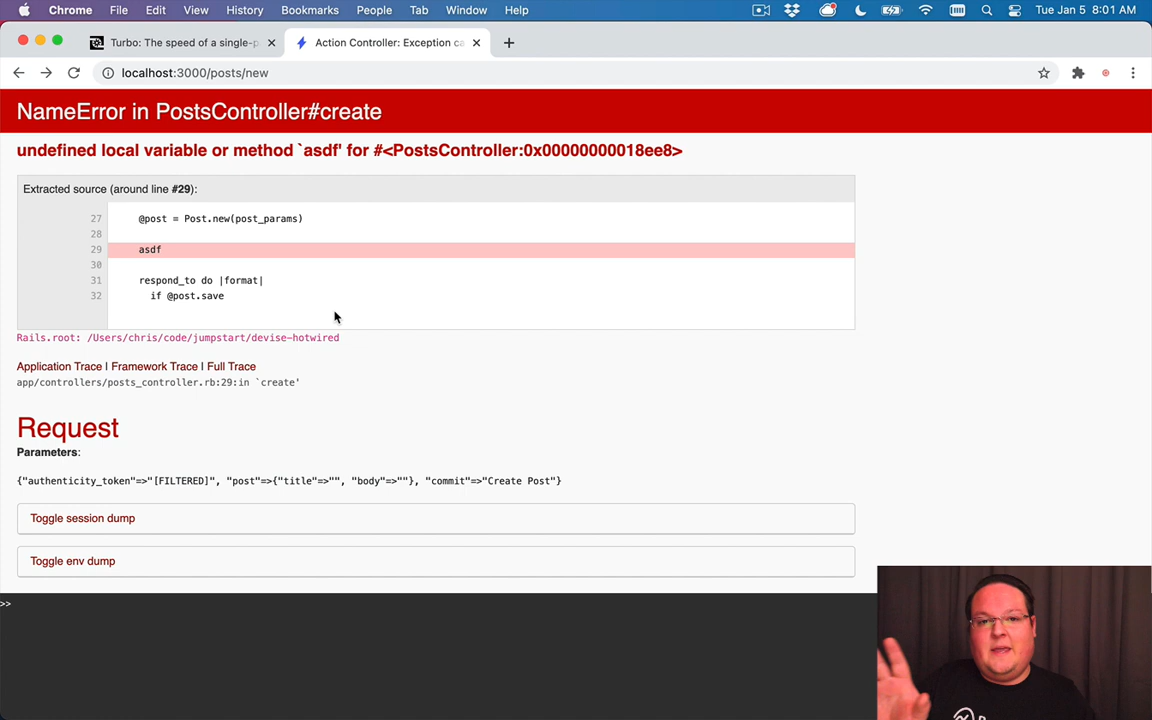 Chrome File Edit View History Bookmarks People Tab Window Help Tue Jan 5 8:01 AM
Turbo: The speed of a single-p Action Controller: Exception ca
localhost:3000/posts/new
NameError in PostsController#create
undefined local variable or method `asdf' for #<PostsController:0x00000000018ee8>
Extracted source (around line #29):
27 @post = Post.new(post_params)
28
29 asdf
30
31 respond_to do |format|
32 if @post.save
Rails.root: /Users/chris/code/jumpstart/devise-hotwired
Application Trace | Framework Trace | Full Trace
app/controllers/posts_controller.rb:29:in `create'
Request
Parameters:
{"authenticity_token"=>"[FILTERED]", "post"=>{"title"=>"", "body"=>""}, "commit"=>"Create Post"}
Toggle session dump
Toggle env dump
>>